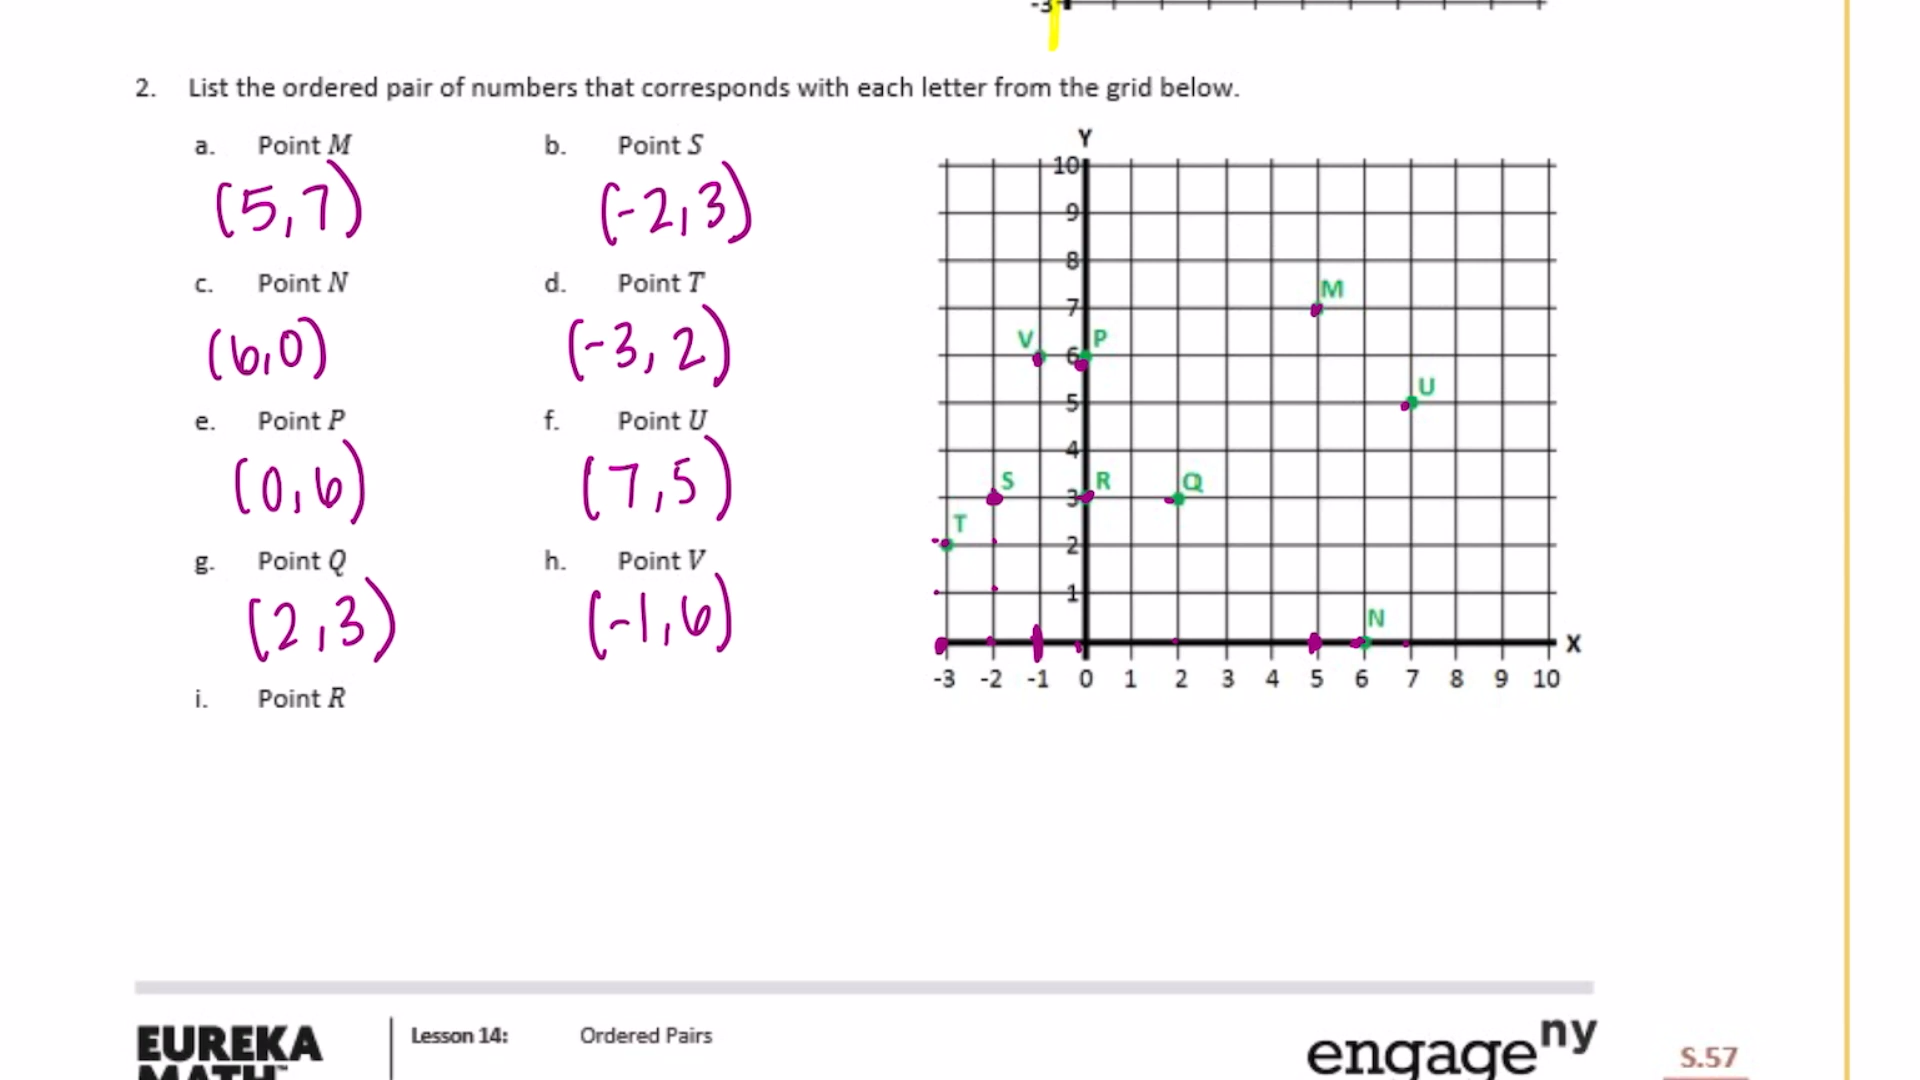 -3
2. List the ordered pair of numbers that corresponds with each letter from the grid below.
a. Point M
b. Point S
(5,7)
(-2,3)
c. Point N
d. Point T
(6,0)
(-3,2)
e. Point P
f. Point U
(0,6)
(7,5)
g. Point Q
h. Point V
(2,3)
(-1,6)
i. Point R
Y
10
9
8
M
7
V
P
6
U
5
4
S
R
Q
3
T
2
1
N
X
-3 -2 -1 0 1 2 3 4 5 6 7 8 9 10
EUREKA
MATH™
Lesson 14: Ordered Pairs
engageny
S.57